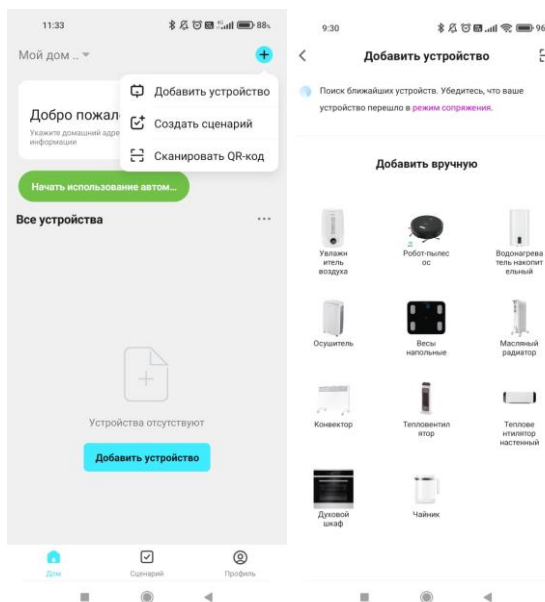 11:33
88%
Мой дом ..
Добавить устройство
Создать сценарий
Сканировать QR-код
Добро пожал
Укажите домашний адре
информации
Начать использование автом...
Все устройства
Устройства отсутствуют
Добавить устройство
Дом
Сценарий
Профиль
9:30
96
Добавить устройство
Поиск ближайших устройств. Убедитесь, что ваше
устройство перешло в режим сопряжения.
Добавить вручную
Увлажн
итель
воздуха
Робот-пылес
ос
Водонагрева
тель накопит
ельный
Осушитель
Весы
напольные
Масляный
радиатор
Конвектор
Тепловентил
ятор
Теплове
нтилятор
настенный
Духовой
шкаф
Чайник